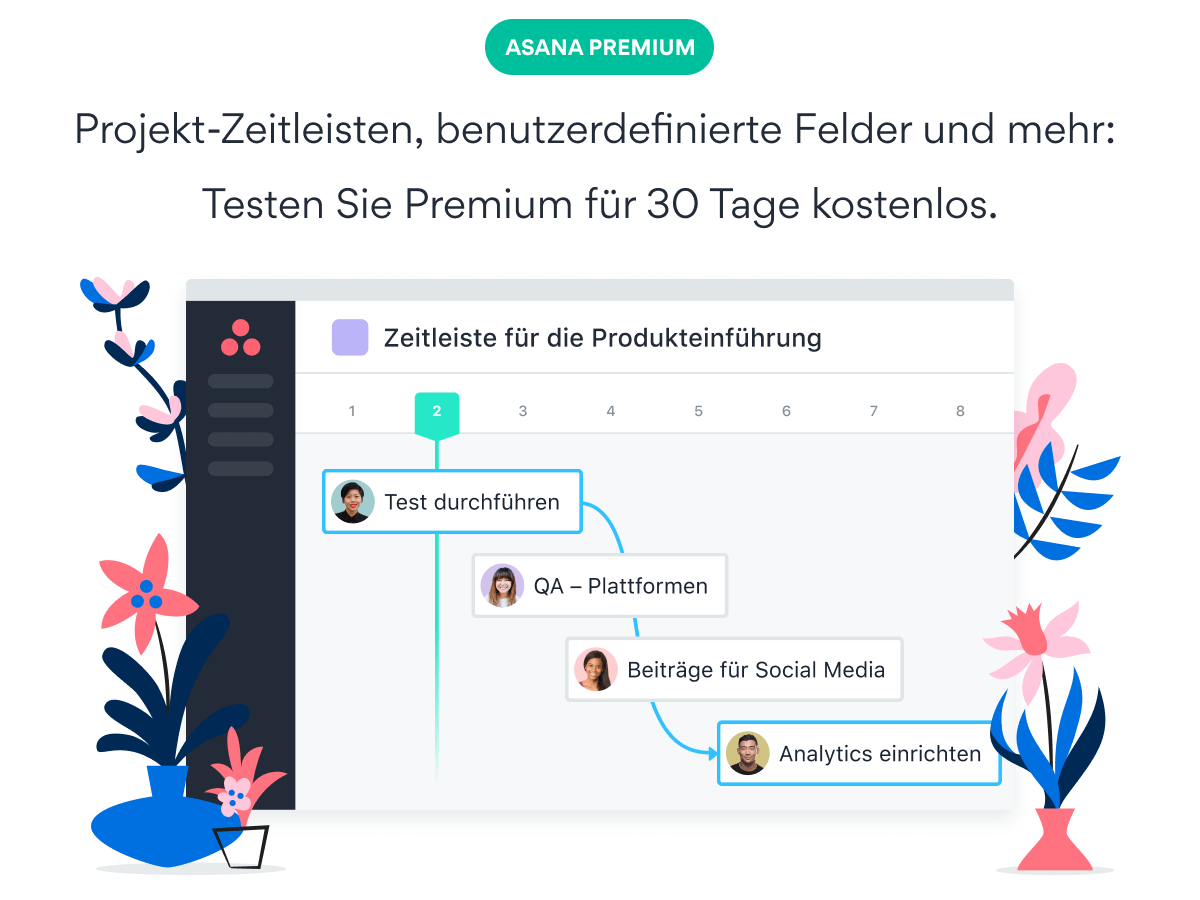 ASANA PREMIUM
Projekt-Zeitleisten, benutzerdefinierte Felder und mehr:
Testen Sie Premium für 30 Tage kostenlos.
Zeitleiste für die Produkteinführung
1 2 3 4 5 6 7 8
Test durchführen
QA – Plattformen
Beiträge für Social Media
Analytics einrichten